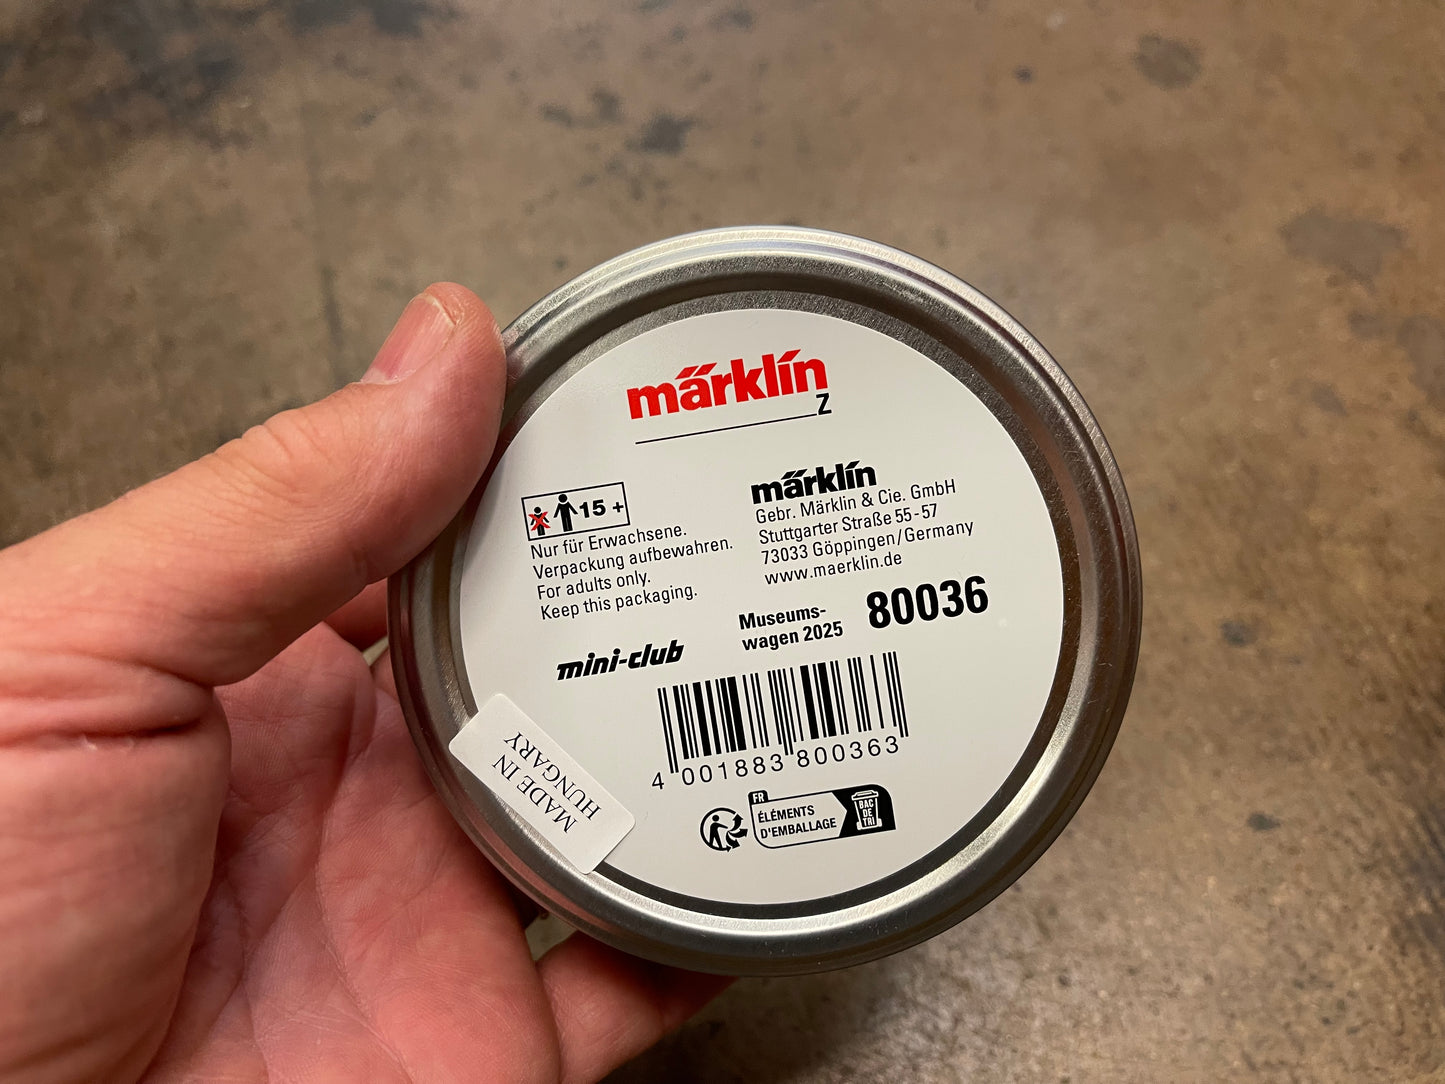 märklín
Z
15 +
Nur für Erwachsene.
Verpackung aufbewahren.
For adults only.
Keep this packaging.
märklín
Gebr. Märklin & Cie. GmbH
Stuttgarter Straße 55-57
73033 Göppingen/Germany
www.maerklin.de
mini-club
Museums-
wagen 2025
80036
4 001883 800363
MADE IN
HUNGARY
FR
ÉLÉMENTS
D'EMBALLAGE
BAC
DE
TRI